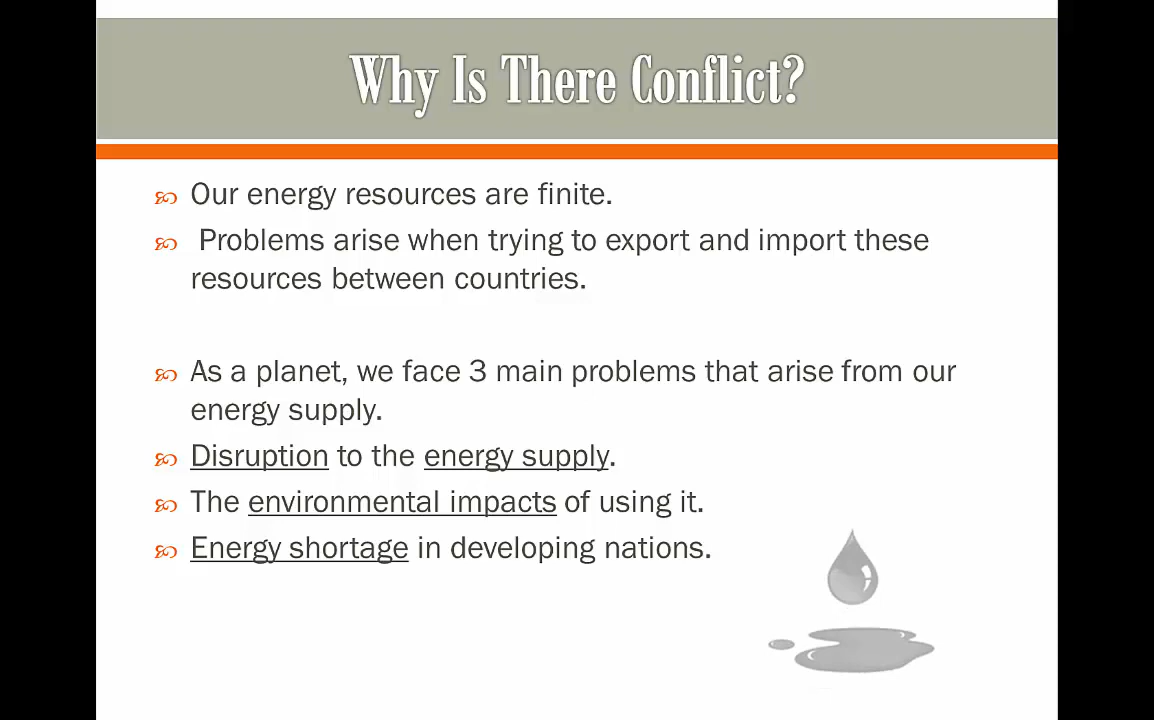 Why Is There Conflict?
Our energy resources are finite.
Problems arise when trying to export and import these
resources between countries.
As a planet, we face 3 main problems that arise from our
energy supply.
Disruption to the energy supply.
The environmental impacts of using it.
Energy shortage in developing nations.